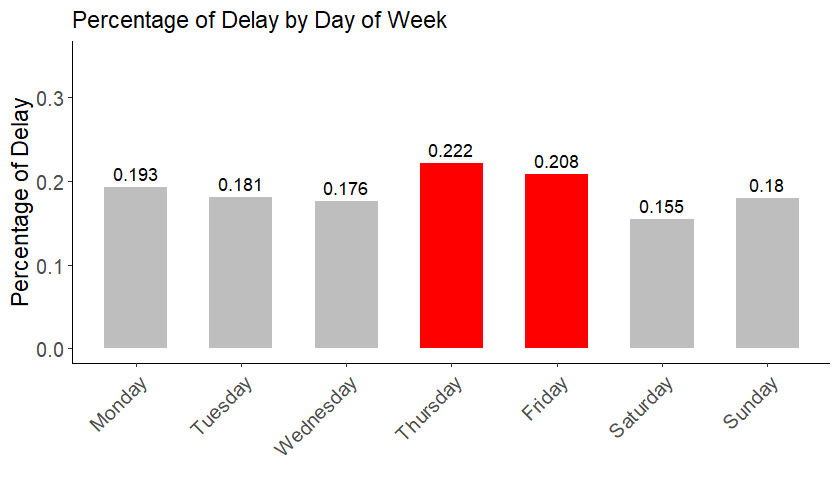 Percentage of Delay by Day of Week
Percentage of Delay
0.3
0.2
0.1
0.0
0.193
0.181
0.176
0.222
0.208
0.155
0.18
Monday
Tuesday
Wednesday
Thursday
Friday
Saturday
Sunday